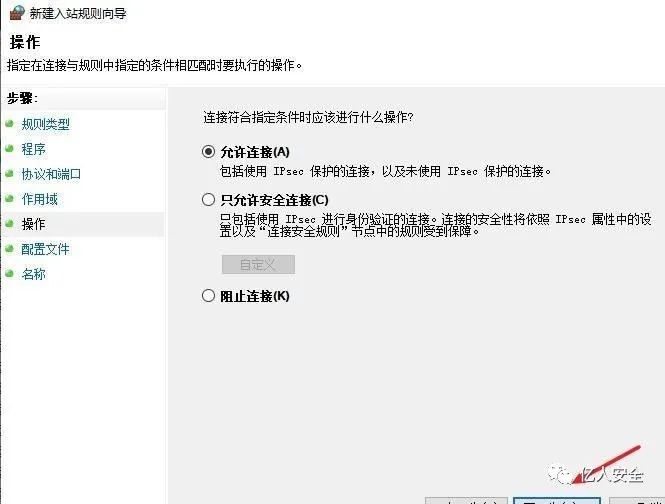 新建入站规则向导
操作
指定在连接与规则中指定的条件相匹配时要执行的操作。
步骤:
规则类型
程序
协议和端口
作用域
操作
配置文件
名称
连接符合指定条件时应该进行什么操作?
允许连接(A)
包括使用 IPsec 保护的连接，以及未使用 IPsec 保护的连接。
只允许安全连接(C)
只包括使用 IPsec 进行身份验证的连接。连接的安全性将依照 IPsec 属性中的设
置以及“连接安全规则”节点中的规则受到保障。
自定义
阻止连接(K)
亿人安全